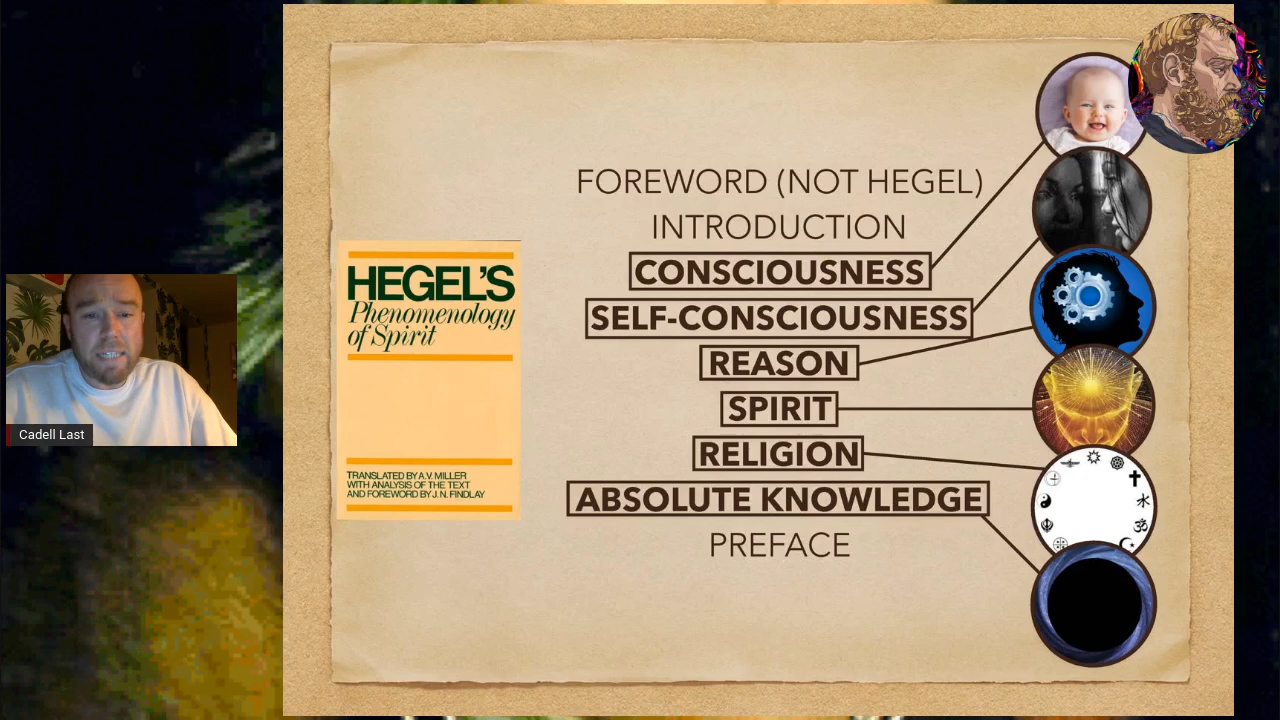 FOREWORD (NOT HEGEL)
INTRODUCTION
CONSCIOUSNESS
SELF-CONSCIOUSNESS
REASON
SPIRIT
RELIGION
ABSOLUTE KNOWLEDGE
PREFACE
HEGEL'S
Phenomenology
of Spirit
TRANSLATED BY A.V. MILLER
WITH ANALYSIS OF THE TEXT
AND FOREWORD BY J. N. FINDLAY
Cadell Last
水
ॐ